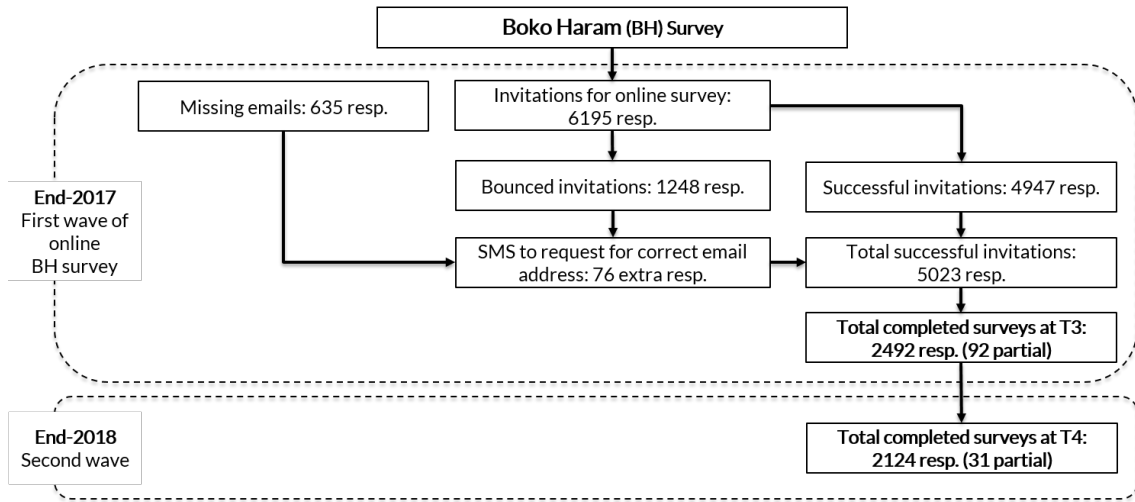 Boko Haram (BH) Survey
Missing emails: 635 resp.
Invitations for online survey:
6195 resp.
Bounced invitations: 1248 resp.
Successful invitations: 4947 resp.
End-2017
First wave of
online
BH survey
SMS to request for correct email
address: 76 extra resp.
Total successful invitations:
5023 resp.
Total completed surveys at T3:
2492 resp. (92 partial)
End-2018
Second wave
Total completed surveys at T4:
2124 resp. (31 partial)